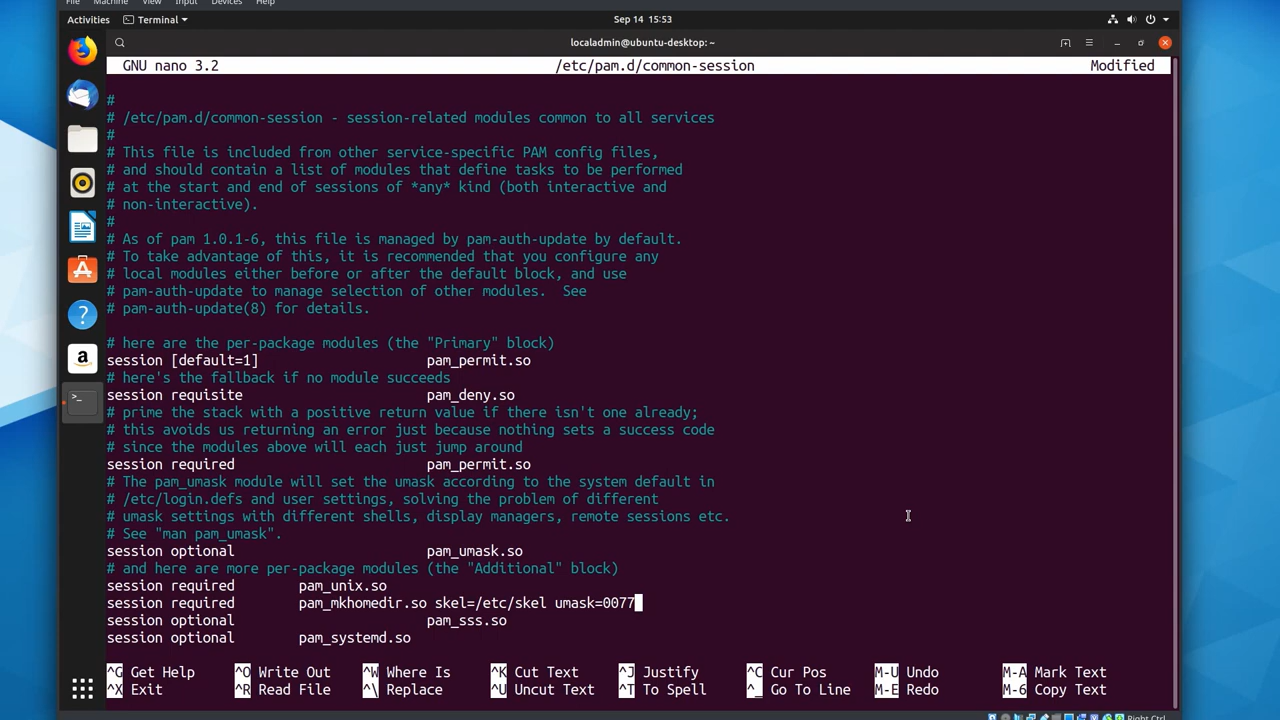 File Machine View Input Devices Help
Activities Terminal Sep 14 15:53
localadmin@ubuntu-desktop: ~
GNU nano 3.2 /etc/pam.d/common-session Modified
#
# /etc/pam.d/common-session - session-related modules common to all services
#
# This file is included from other service-specific PAM config files,
# and should contain a list of modules that define tasks to be performed
# at the start and end of sessions of *any* kind (both interactive and
# non-interactive).
#
# As of pam 1.0.1-6, this file is managed by pam-auth-update by default.
# To take advantage of this, it is recommended that you configure any
# local modules either before or after the default block, and use
# pam-auth-update to manage selection of other modules.  See
# pam-auth-update(8) for details.
# here are the per-package modules (the "Primary" block)
session [default=1] pam_permit.so
# here's the fallback if no module succeeds
session requisite pam_deny.so
# prime the stack with a positive return value if there isn't one already;
# this avoids us returning an error just because nothing sets a success code
# since the modules above will each just jump around
session required pam_permit.so
# The pam_umask module will set the umask according to the system default in
# /etc/login.defs and user settings, solving the problem of different
# umask settings with different shells, display managers, remote sessions etc.
# See "man pam_umask".
session optional pam_umask.so
# and here are more per-package modules (the "Additional" block)
session required pam_unix.so
session required pam_mkhomedir.so skel=/etc/skel umask=0077
session optional pam_sss.so
session optional pam_systemd.so
^G Get Help ^O Write Out ^W Where Is ^K Cut Text ^J Justify ^C Cur Pos M-U Undo M-A Mark Text
^X Exit ^R Read File ^\ Replace ^U Uncut Text ^T To Spell ^_ Go To Line M-E Redo M-6 Copy Text
Right Ctrl